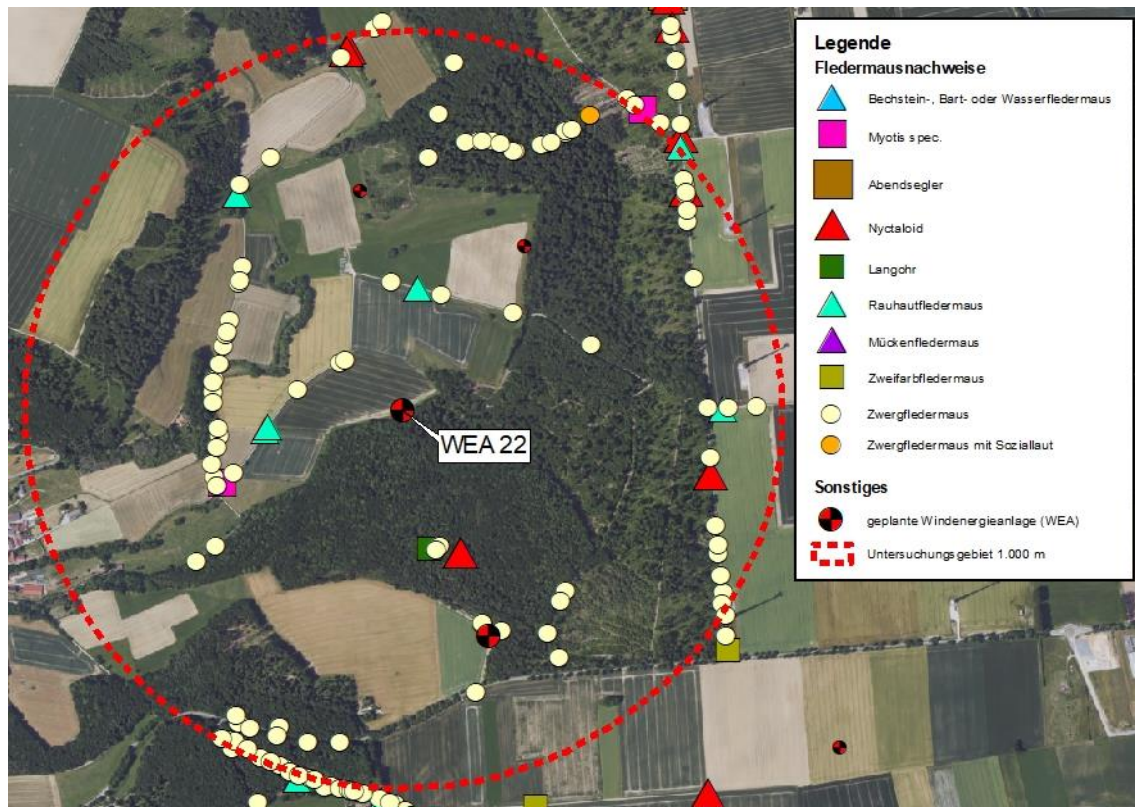 Legende
Fledermausnachweise
Bechstein-, Bart- oder Wasserfledermaus
Myotis spec.
Abendsegler
Nyctaloid
Langohr
Rauhautfledermaus
Mückenfledermaus
Zweifarbfledermaus
Zwergfledermaus
Zwergfledermaus mit Soziallaut
Sonstiges
geplante Windenergieanlage (WEA)
Untersuchungsgebiet 1.000 m
WEA 22